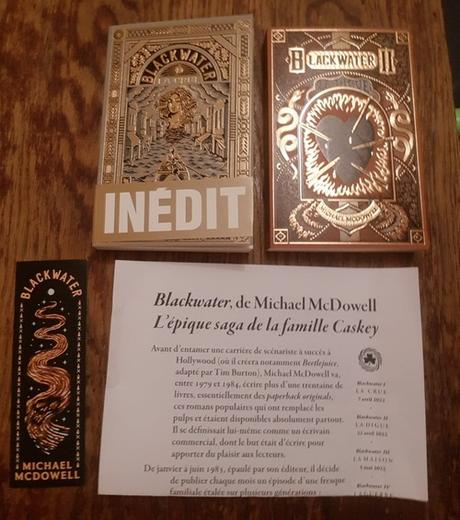 BLACKWATER
LA CRUE
INÉDIT
BLACKWATER II
MICHAEL MCDOWELL
BLACKWATER
MICHAEL
MCDOWELL
Blackwater, de Michael McDowell
L'épique saga de la famille Caskey
Avant d'entamer une carrière de scénariste à succès à
Hollywood (où il créera notamment Beetlejuice,
adapté par Tim Burton), Michael McDowell va,
entre 1979 et 1984, écrire plus d'une trentaine de
livres, essentiellement des paperback originals,
ces romans populaires qui ont remplacé les
pulps et étaient disponibles absolument partout.
Il se définissait lui-même comme un écrivain
commercial, dont le but était d'écrire pour
apporter du plaisir aux lecteurs.
De janvier à juin 1983, épaulé par son éditeur, il décide
de publier chaque mois un épisode d'une fresque
familiale étalée sur plusieurs générations
Blackwater I
LA CRUE
7 avril 2022
Blackwater II
LA DIGUE
22 avril 2022
Blackwater III
LA MAISON
5 mai 2022
Blackwater IV
LA GUERRE